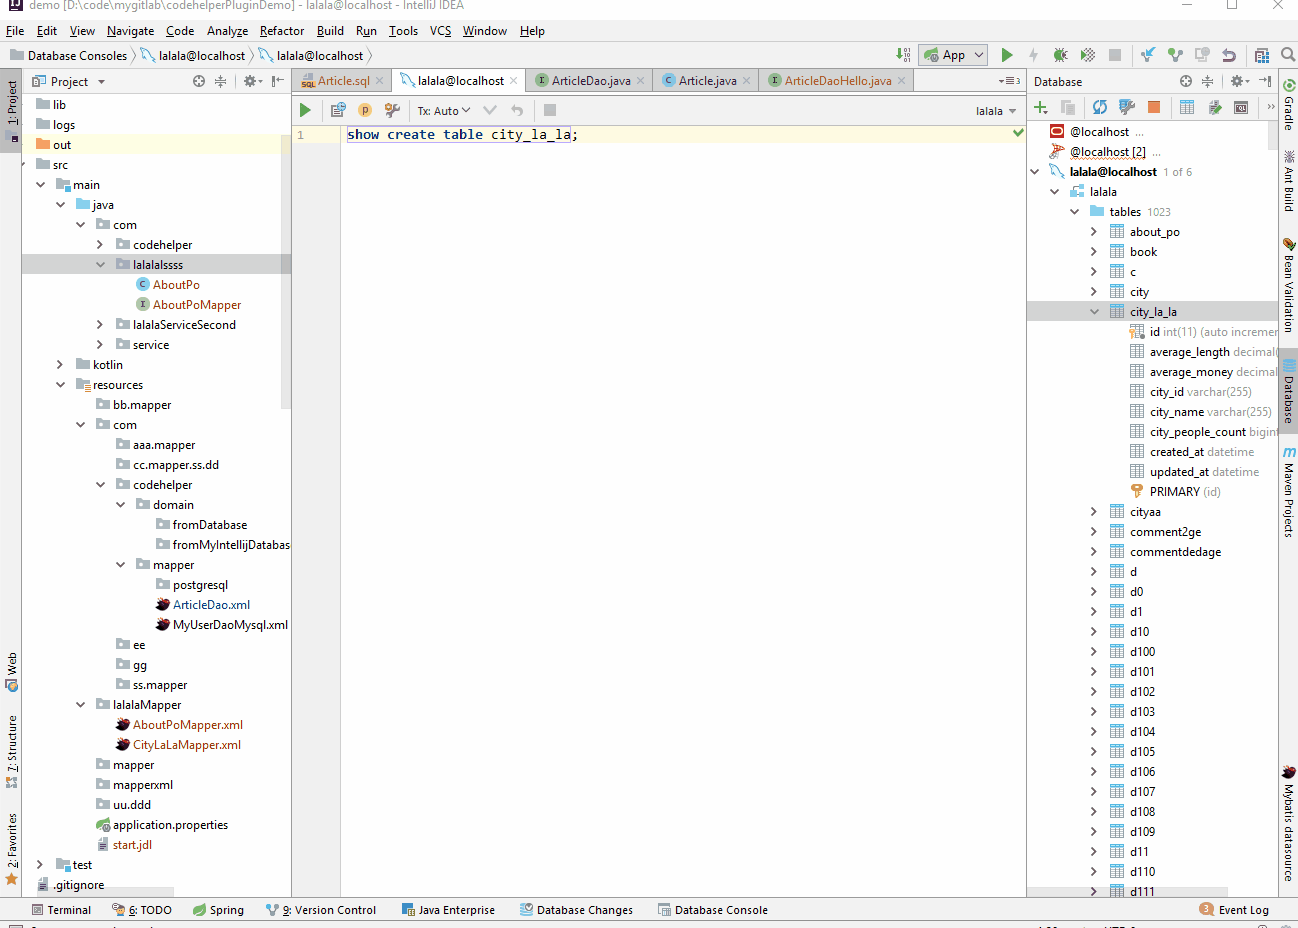 demo [D:\code\mygitlab\codehelperPluginDemo] - lalala@localhost - IntelliJ IDEA
File Edit View Navigate Code Analyze Refactor Build Run Tools VCS Window Help
Database Consoles lalala@localhost lalala@localhost App
Project Article.sql lalala@localhost ArticleDao.java Article.java ArticleDaoHello.java 3 Database
Tx: Auto lalala
1 show create table city_la_la;
lib
logs
out
src
main
java
com
codehelper
lalalalssss
AboutPo
AboutPoMapper
lalalaServiceSecond
service
kotlin
resources
bb.mapper
com
aaa.mapper
cc.mapper.ss.dd
codehelper
domain
fromDatabase
fromMyIntellijDatabas
mapper
postgresql
ArticleDao.xml
MyUserDaoMysql.xml
ee
gg
ss.mapper
lalalaMapper
AboutPoMapper.xml
CityLaLaMapper.xml
mapper
mapperxml
uu.ddd
application.properties
start.jdl
test
.gitignore
@localhost ...
@localhost [2] ...
lalala@localhost 1 of 6
lalala
tables 1023
about_po
book
c
city
city_la_la
id int(11) (auto incremen
average_length decimal(
average_money decimal
city_id varchar(255)
city_name varchar(255)
city_people_count bigint
created_at datetime
updated_at datetime
PRIMARY (id)
cityaa
comment2ge
commentdedage
d
d0
d1
d10
d100
d101
d102
d103
d104
d105
d106
d107
d108
d109
d11
d110
d111
1: Project
Web
7: Structure
2: Favorites
Gradle
Ant Build
Bean Validation
Database
Maven Projects
Mybatis datasource
Terminal 6: TODO Spring 9: Version Control Java Enterprise Database Changes Database Console 3 Event Log